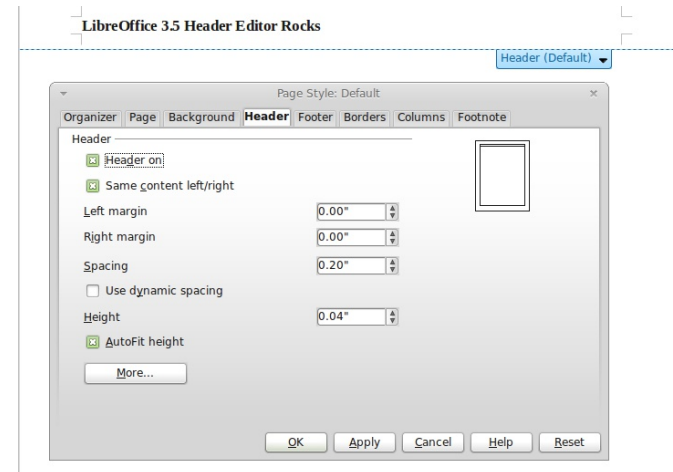 LibreOffice 3.5 Header Editor Rocks
Header (Default)
Page Style: Default
Organizer Page Background Header Footer Borders Columns Footnote
Header
Header on
Same content left/right
Left margin 0.00"
Right margin 0.00"
Spacing 0.20"
Use dynamic spacing
Height 0.04"
AutoFit height
More...
OK Apply Cancel Help Reset